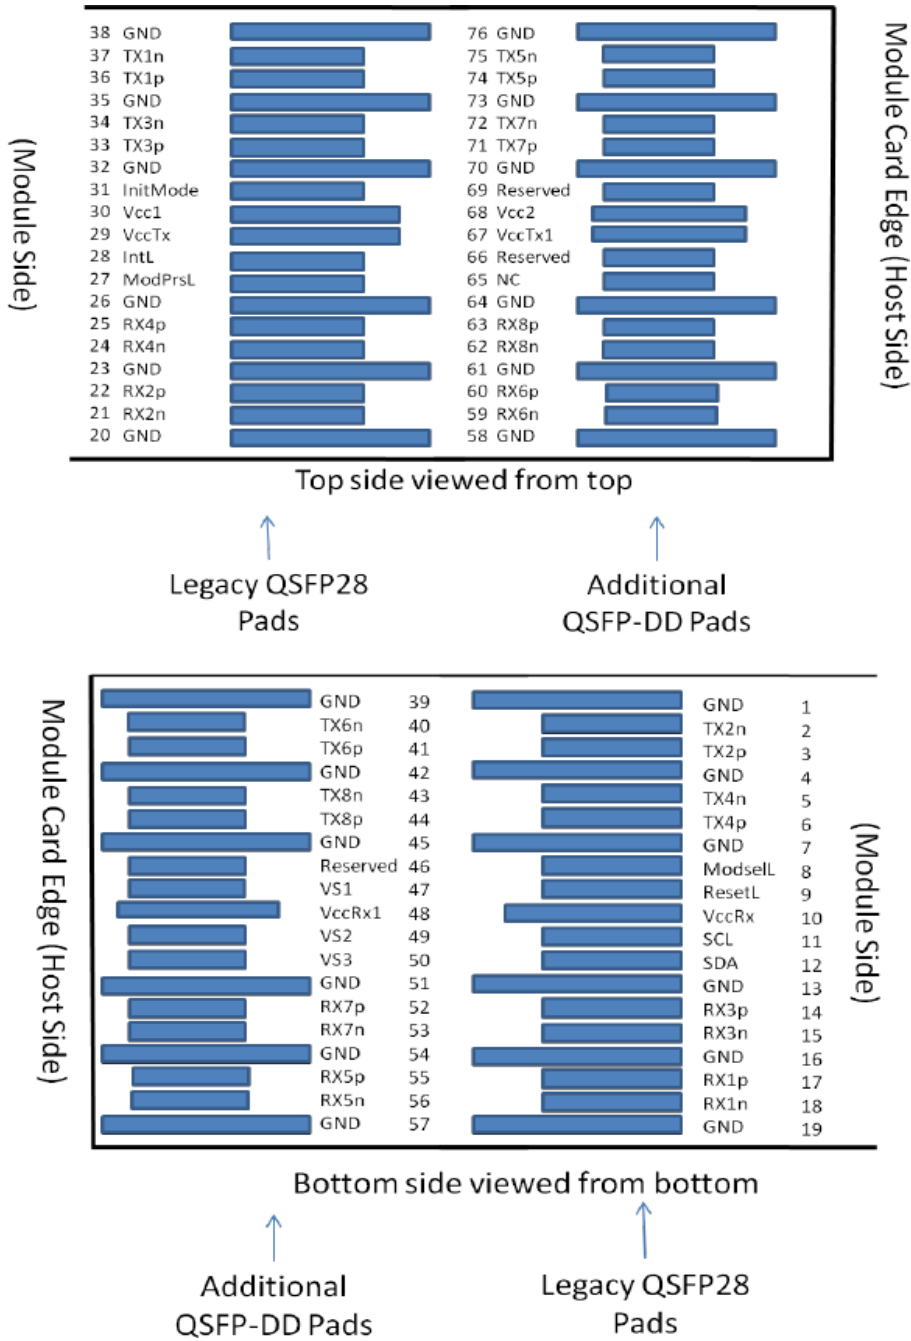 38 GND 76 GND
37 TX1n 75 TX5n
36 TX1p 74 TX5p
35 GND 73 GND
34 TX3n 72 TX7n
33 TX3p 71 TX7p
32 GND 70 GND
31 InitMode 69 Reserved
30 Vcc1 68 Vcc2
29 VccTx 67 VccTx1
28 IntL 66 Reserved
27 ModPrsL 65 NC
26 GND 64 GND
25 RX4p 63 RX8p
24 RX4n 62 RX8n
23 GND 61 GND
22 RX2p 60 RX6p
21 RX2n 59 RX6n
20 GND 58 GND
(Module Side)
Module Card Edge (Host Side)
Top side viewed from top
Legacy QSFP28
Pads
Additional
QSFP-DD Pads
Module Card Edge (Host Side)
GND 39 GND 1
TX6n 40 TX2n 2
TX6p 41 TX2p 3
GND 42 GND 4
TX8n 43 TX4n 5
TX8p 44 TX4p 6
GND 45 GND 7
Reserved 46 ModselL 8
VS1 47 ResetL 9
VccRx1 48 VccRx 10
VS2 49 SCL 11
VS3 50 SDA 12
GND 51 GND 13
RX7p 52 RX3p 14
RX7n 53 RX3n 15
GND 54 GND 16
RX5p 55 RX1p 17
RX5n 56 RX1n 18
GND 57 GND 19
(Module Side)
Bottom side viewed from bottom
Additional
QSFP-DD Pads
Legacy QSFP28
Pads